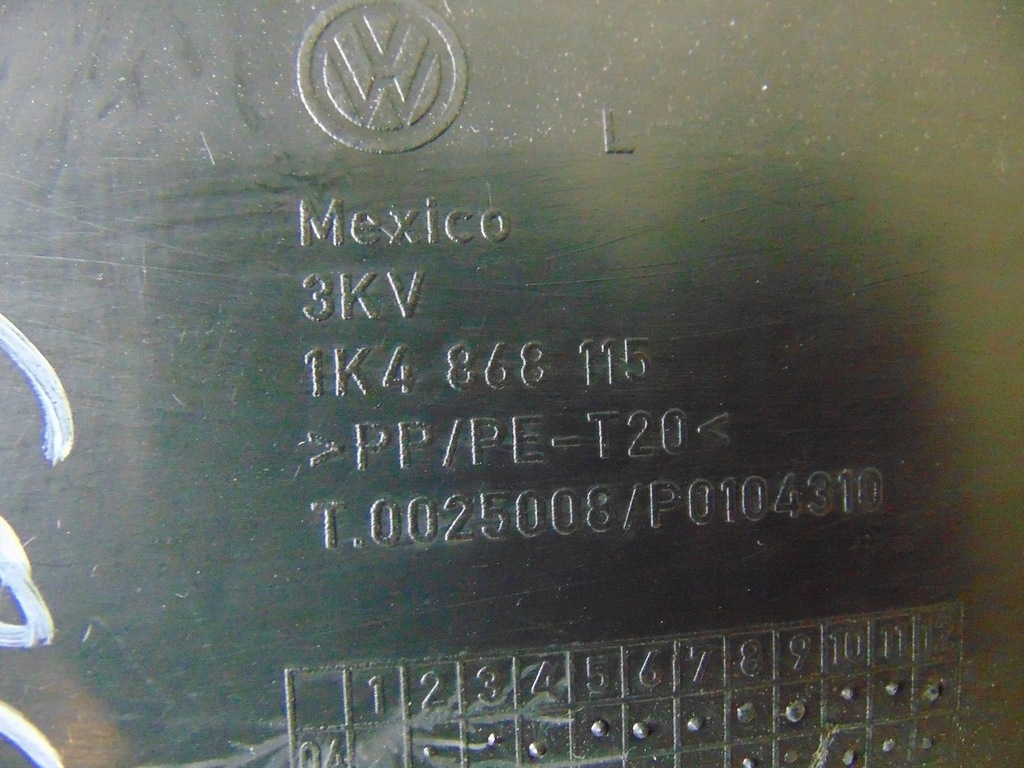 L
Mexico
3KV
1K4 868 115
>PP/PE-T20<
T.0025008/P0104310
1 2 3 4 5 6 7 8 9 10 11 12
04